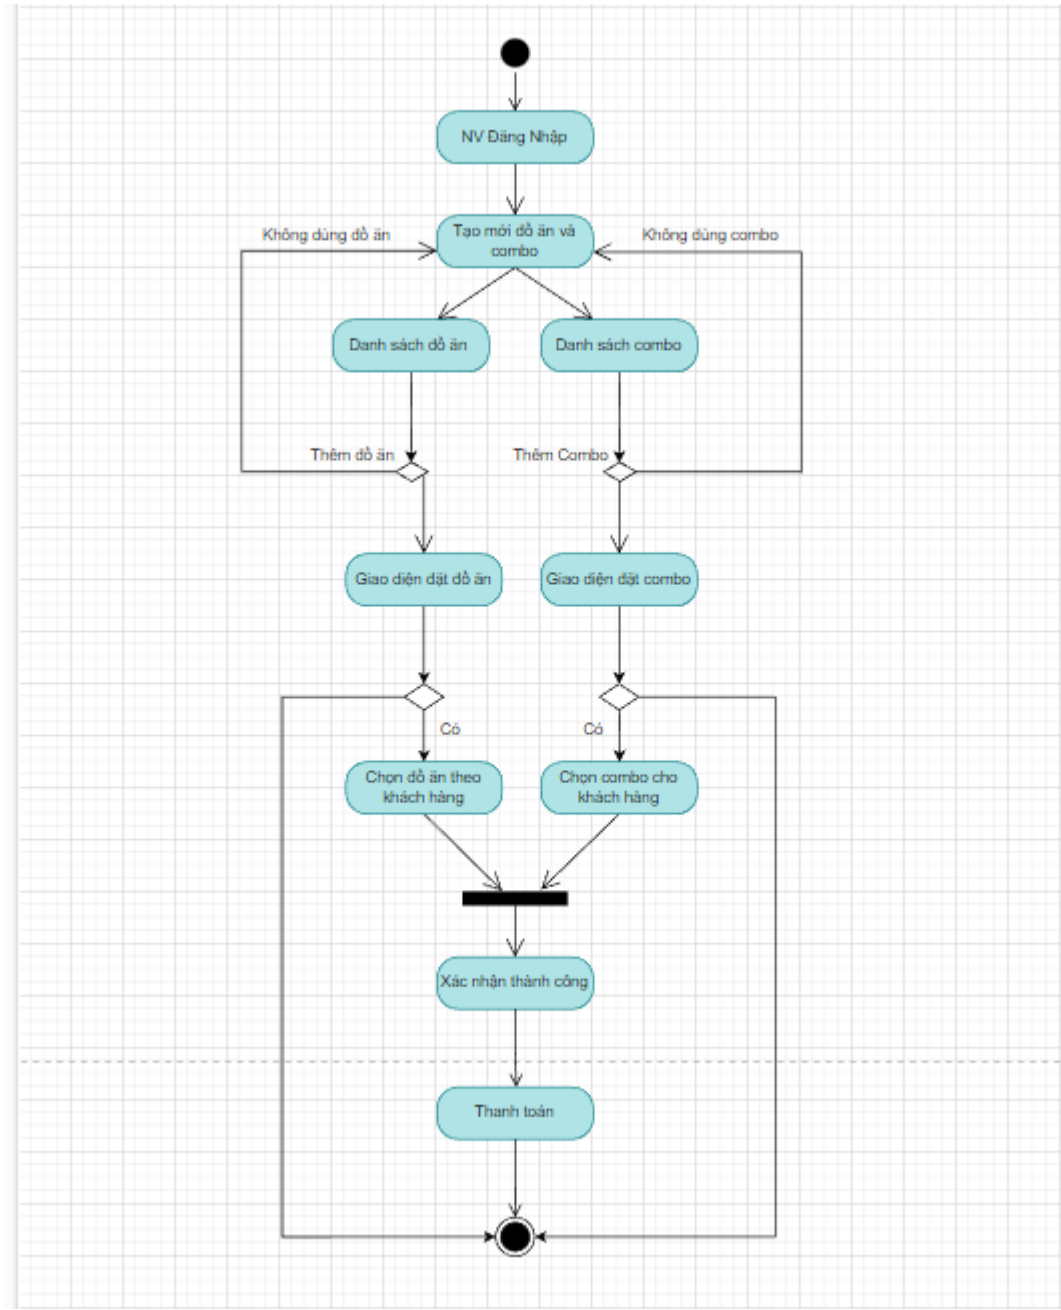 NV Đăng Nhập
Không dùng đồ ăn
Tạo mới đồ ăn và
combo
Không dùng combo
Danh sách đồ ăn
Danh sách combo
Thêm đồ ăn
Thêm Combo
Giao diện đặt đồ ăn
Giao diện đặt combo
Có
Có
Chọn đồ ăn theo
khách hàng
Chọn combo cho
khách hàng
Xác nhận thành công
Thanh toán